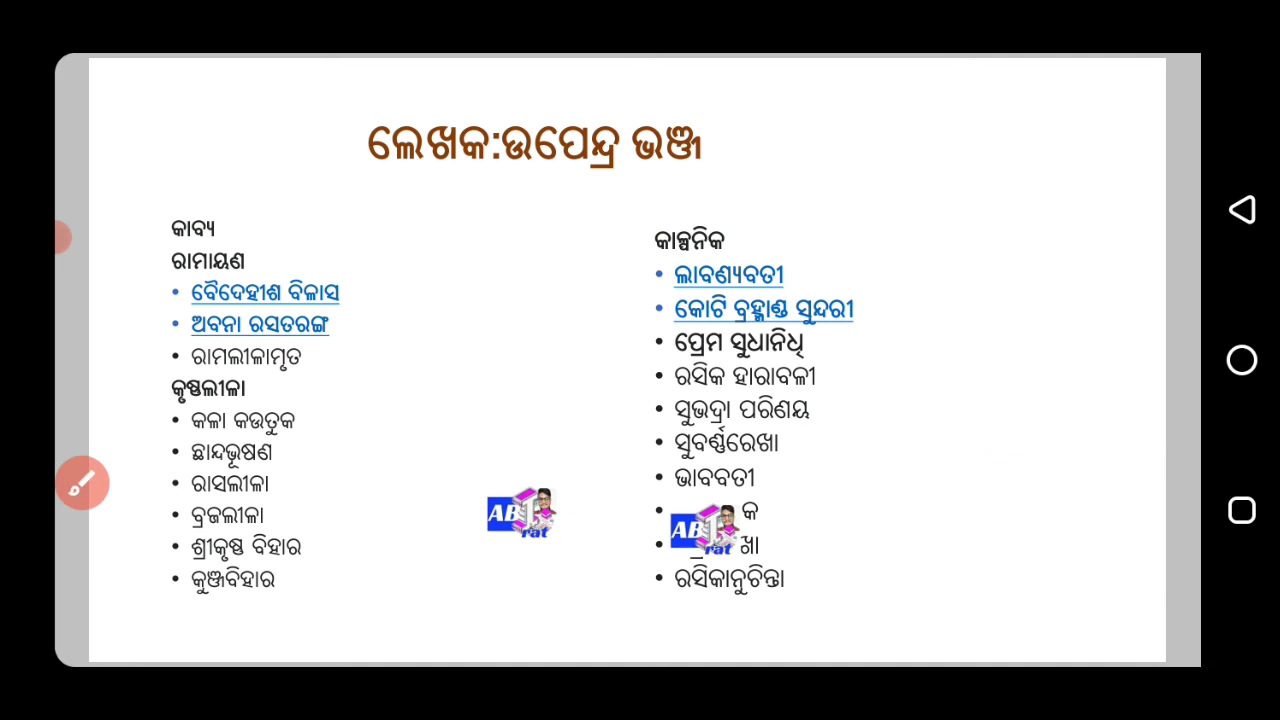 ଲେଖକ:ଉପେନ୍ଦ୍ର ଭଞ୍ଜ
କାବ୍ୟ
ରାମାୟଣ
• ବୈଦେହୀଶ ବିଳାସ
• ଅବନା ରସତରଙ୍ଗ
• ରାମଲୀଳାମୃତ
କୃଷ୍ଣଲୀଳା
• କଳା କଉତୁକ
• ଛାନ୍ଦଭୂଷଣ
• ରାସଲୀଳା
• ବ୍ରଜଲୀଳା
• ଶ୍ରୀକୃଷ୍ଣ ବିହାର
• କୁଞ୍ଜବିହାର
କାଳ୍ପନିକ
• ଲାବଣ୍ୟବତୀ
• କୋଟି ବ୍ରହ୍ମାଣ୍ଡ ସୁନ୍ଦରୀ
• ପ୍ରେମ ସୁଧାନିଧି
• ରସିକ ହାରାବଳୀ
• ସୁଭଦ୍ରା ପରିଣୟ
• ସୁବର୍ଣ୍ଣରେଖା
• ଭାବବତୀ
• ରସିକାନୁଚିନ୍ତା